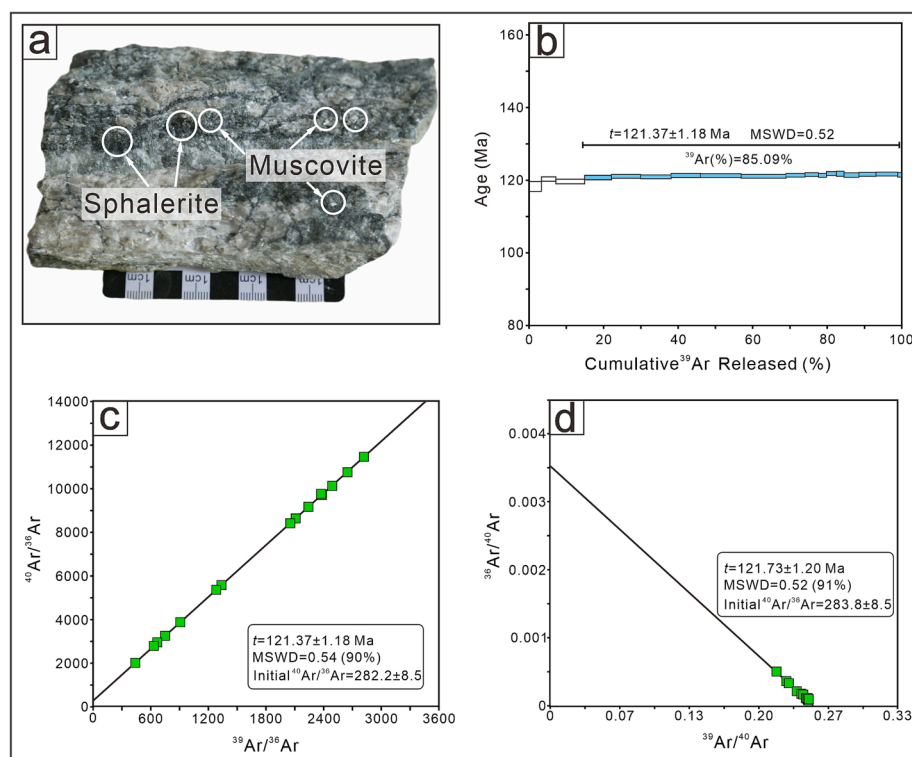 a
Sphalerite
Muscovite
1cm
1cm
1cm
1cm
b
Age (Ma)
160
140
120
100
80
t=121.37±1.18 Ma MSWD=0.52
³⁹Ar(%)=85.09%
0 20 40 60 80 100
Cumulative ³⁹Ar Released (%)
c
⁴⁰Ar/³⁶Ar
14000
12000
10000
8000
6000
4000
2000
0
t=121.37±1.18 Ma
MSWD=0.54 (90%)
Initial ⁴⁰Ar/³⁶Ar=282.2±8.5
0 600 1200 1800 2400 3000 3600
³⁹Ar/³⁶Ar
d
³⁶Ar/⁴⁰Ar
0.004
0.003
0.002
0.001
0
t=121.73±1.20 Ma
MSWD=0.52 (91%)
Initial ⁴⁰Ar/³⁶Ar=283.8±8.5
0 0.07 0.13 0.20 0.27 0.33
³⁹Ar/⁴⁰Ar